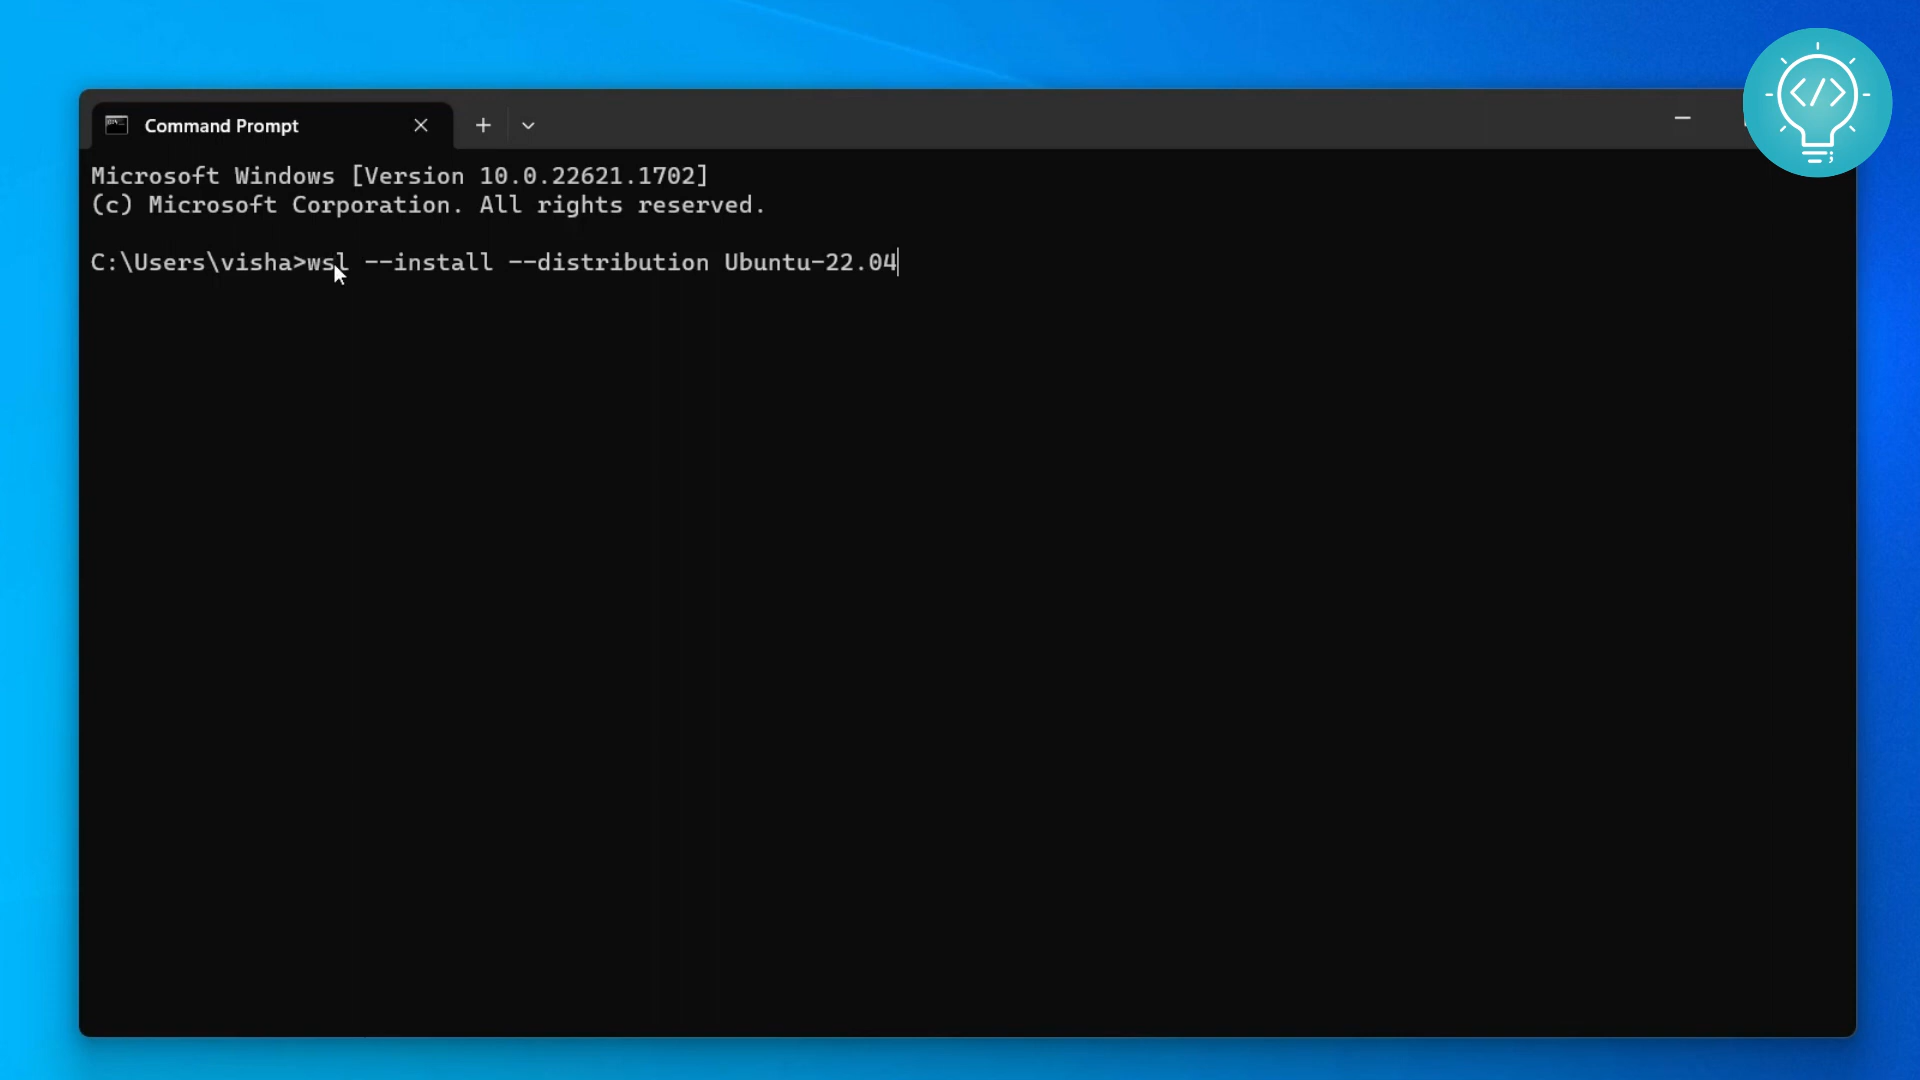 Command Prompt
Microsoft Windows [Version 10.0.22621.1702]
(c) Microsoft Corporation. All rights reserved.
C:\Users\visha>wsl --install --distribution Ubuntu-22.04